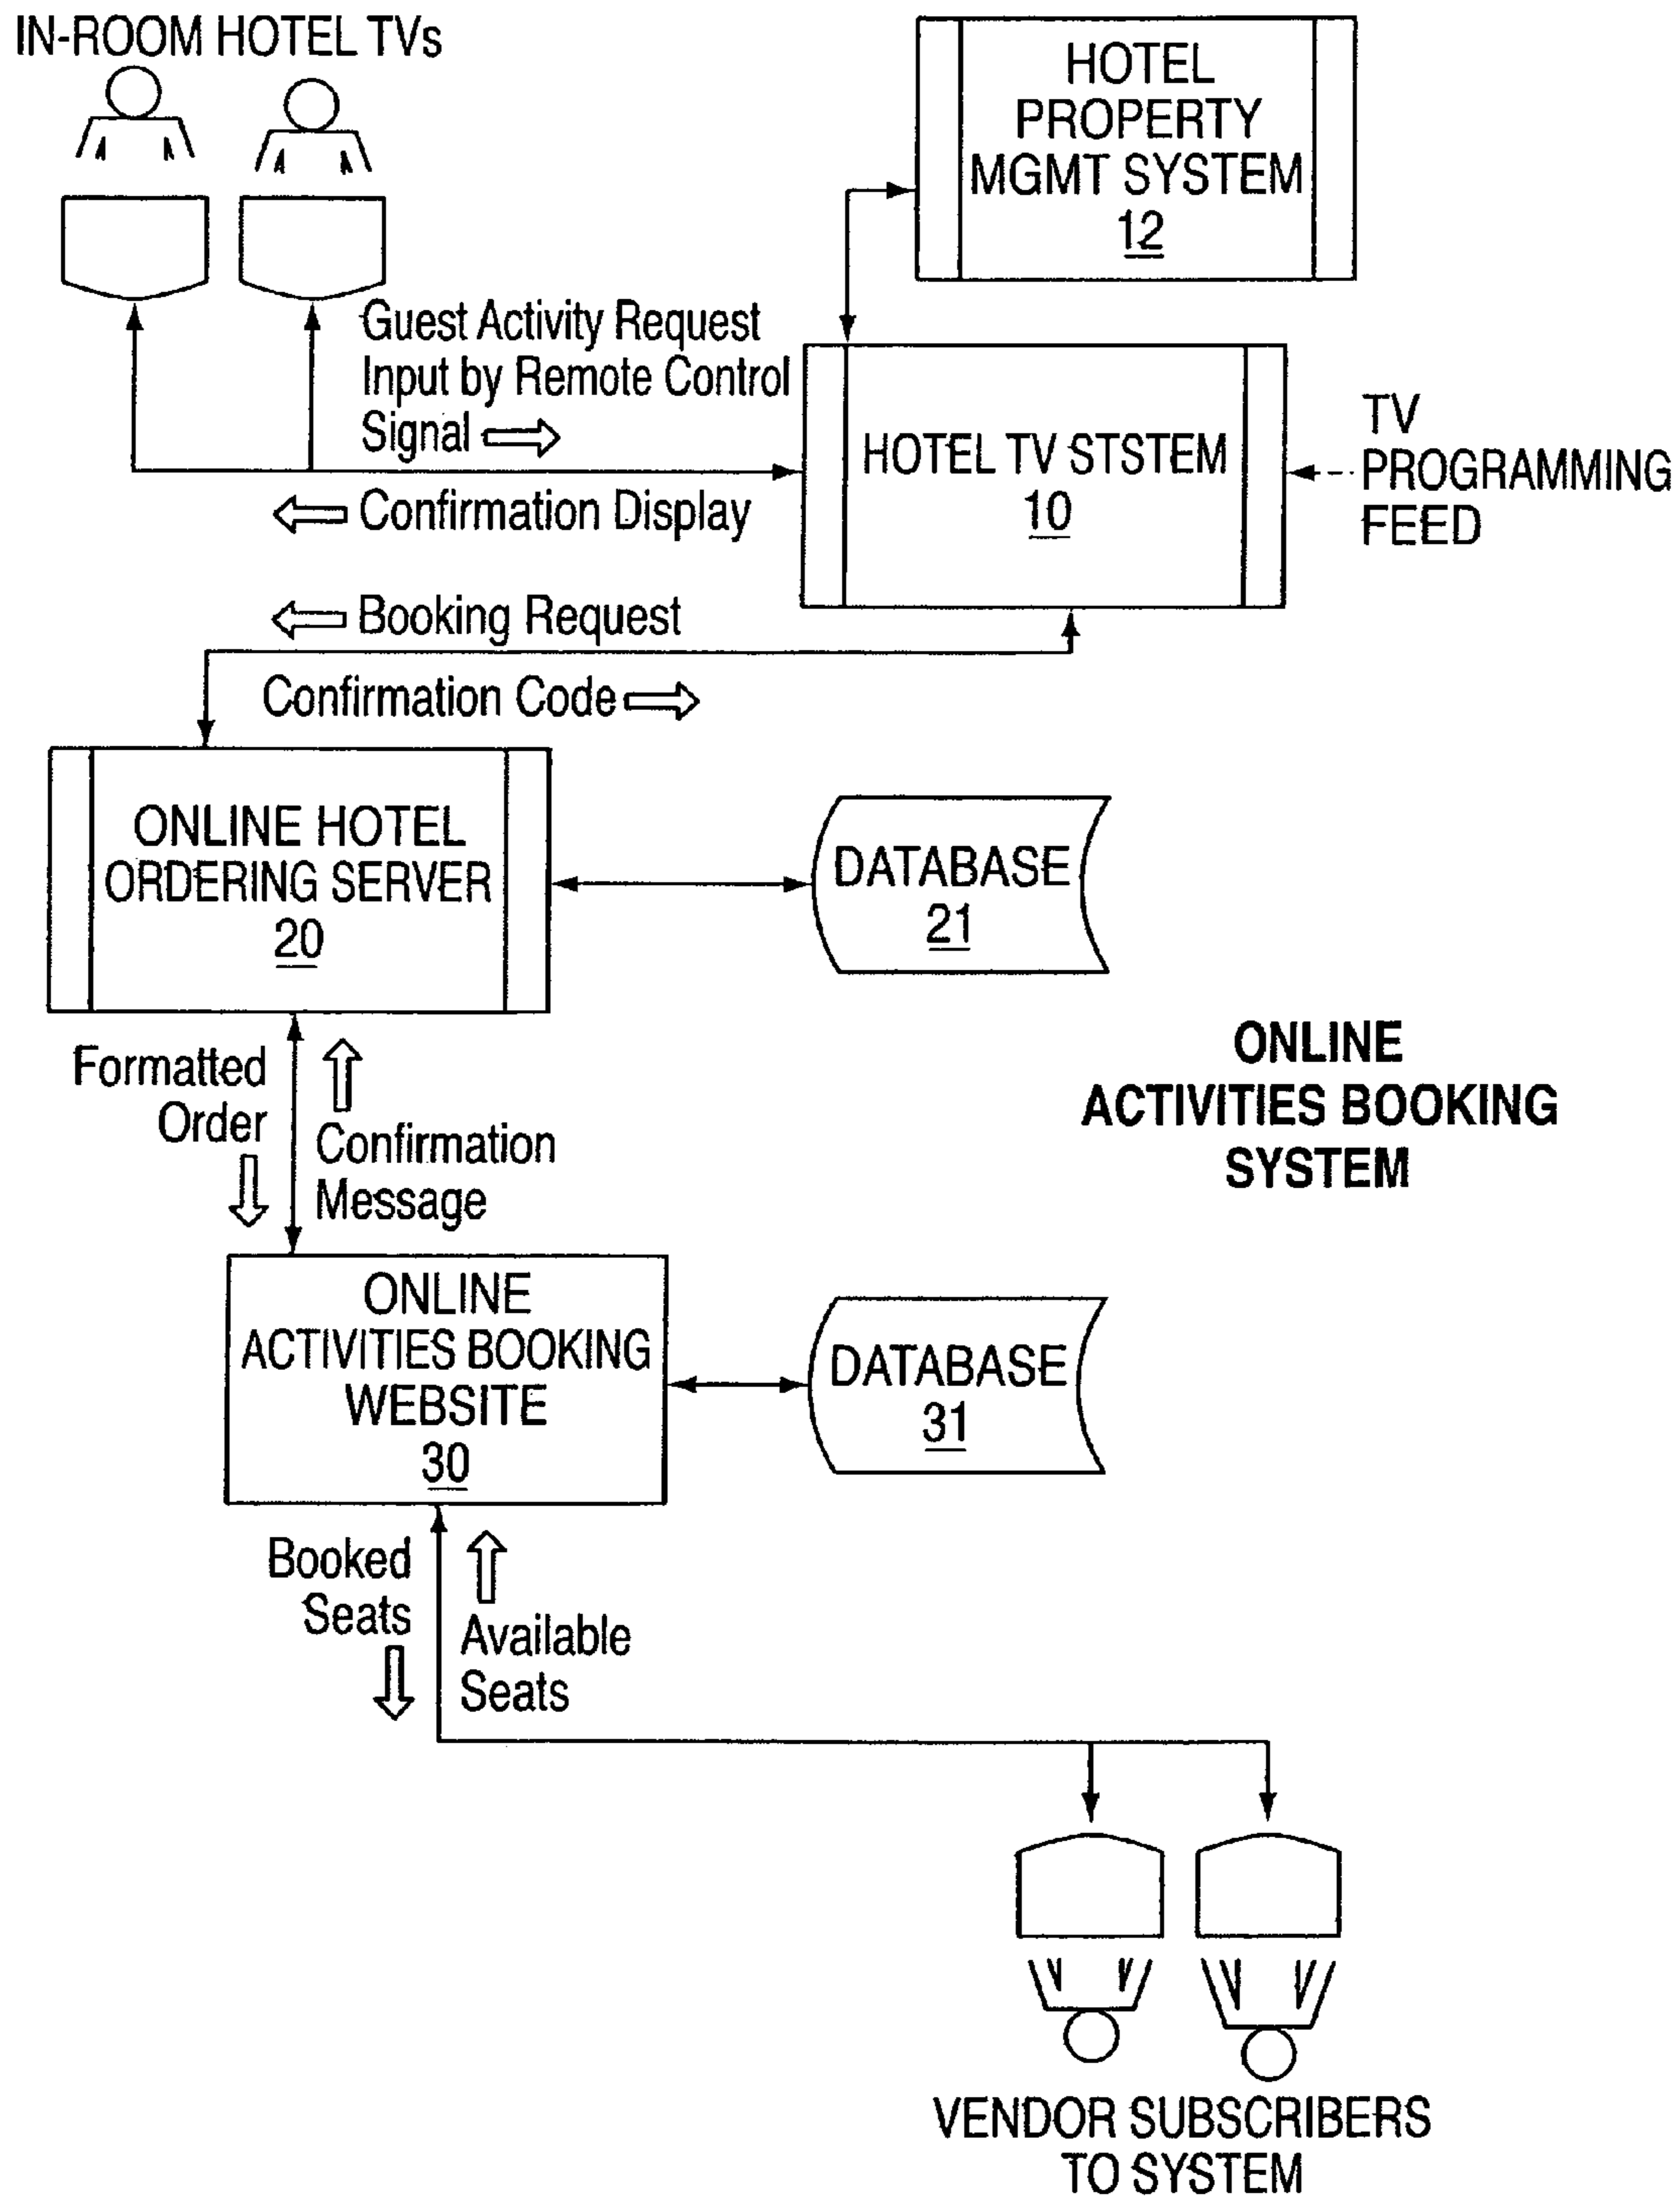 IN-ROOM HOTEL TVs
HOTEL
PROPERTY
MGMT SYSTEM
12
Guest Activity Request
Input by Remote Control
Signal
HOTEL TV STSTEM
10
TV
PROGRAMMING
FEED
Confirmation Display
Booking Request
Confirmation Code
ONLINE HOTEL
ORDERING SERVER
20
DATABASE
21
ONLINE
ACTIVITIES BOOKING
SYSTEM
Formatted
Order
Confirmation
Message
ONLINE
ACTIVITIES BOOKING
WEBSITE
30
DATABASE
31
Booked
Seats
Available
Seats
VENDOR SUBSCRIBERS
TO SYSTEM